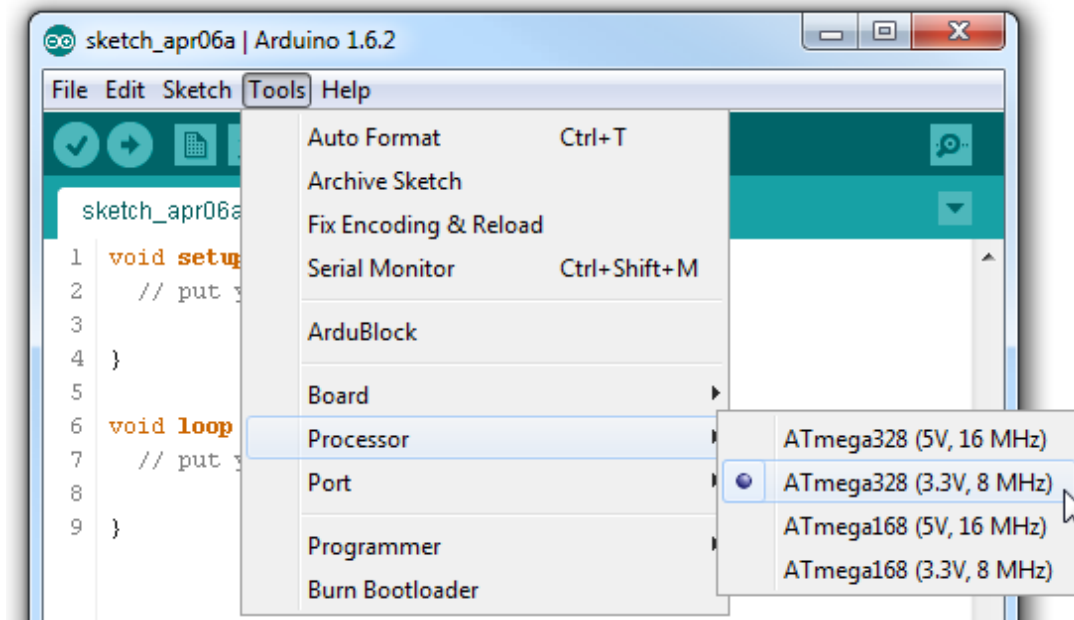 sketch_apr06a | Arduino 1.6.2
File Edit Sketch Tools Help
Auto Format Ctrl+T
Archive Sketch
Fix Encoding & Reload
Serial Monitor Ctrl+Shift+M
ArduBlock
Board
Processor
Port
Programmer
Burn Bootloader
ATmega328 (5V, 16 MHz)
ATmega328 (3.3V, 8 MHz)
ATmega168 (5V, 16 MHz)
ATmega168 (3.3V, 8 MHz)
sketch_apr06a
1 void setup
2 // put
3
4 }
5
6 void loop
7 // put
8
9 }